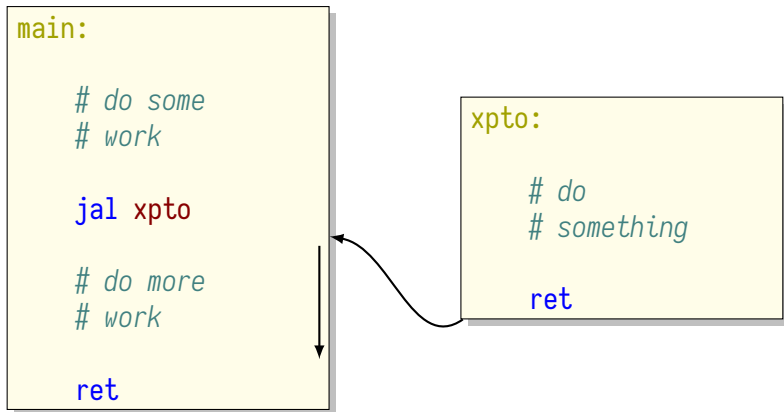 main:
# do some
# work
jal xpto
# do more
# work
ret
xpto:
# do
# something
ret